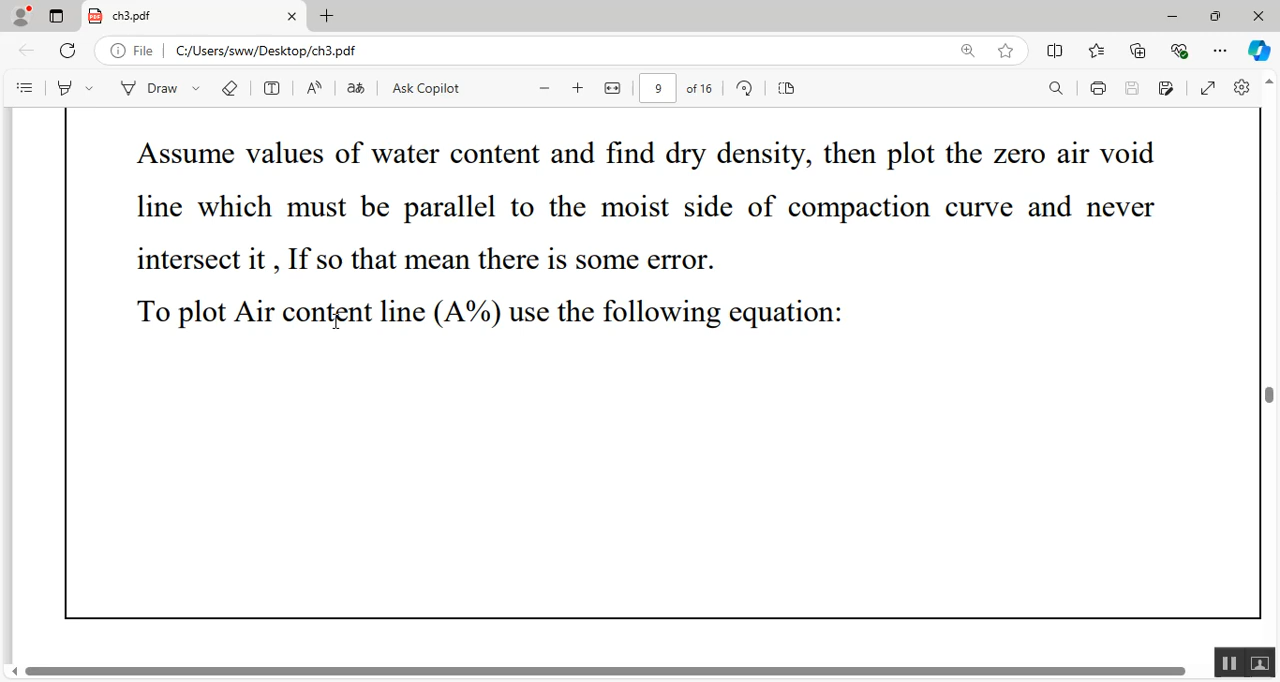 ch3.pdf
File
C:/Users/sww/Desktop/ch3.pdf
Draw
aあ
Ask Copilot
9 of 16
Assume values of water content and find dry density, then plot the zero air void
line which must be parallel to the moist side of compaction curve and never
intersect it , If so that mean there is some error.
To plot Air content line (A%) use the following equation: